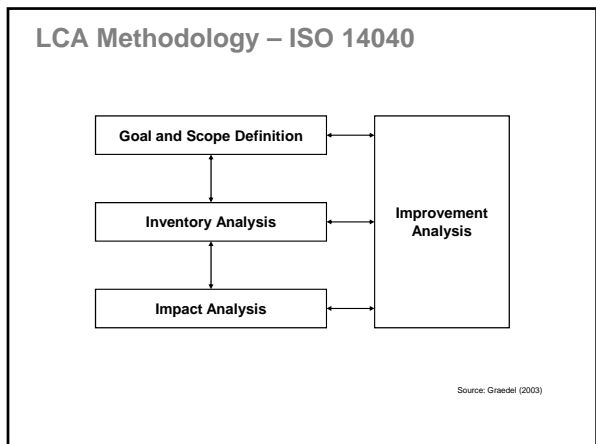 LCA Methodology – ISO 14040
Goal and Scope Definition
Inventory Analysis
Improvement
Analysis
Impact Analysis
Source: Graedel (2003)